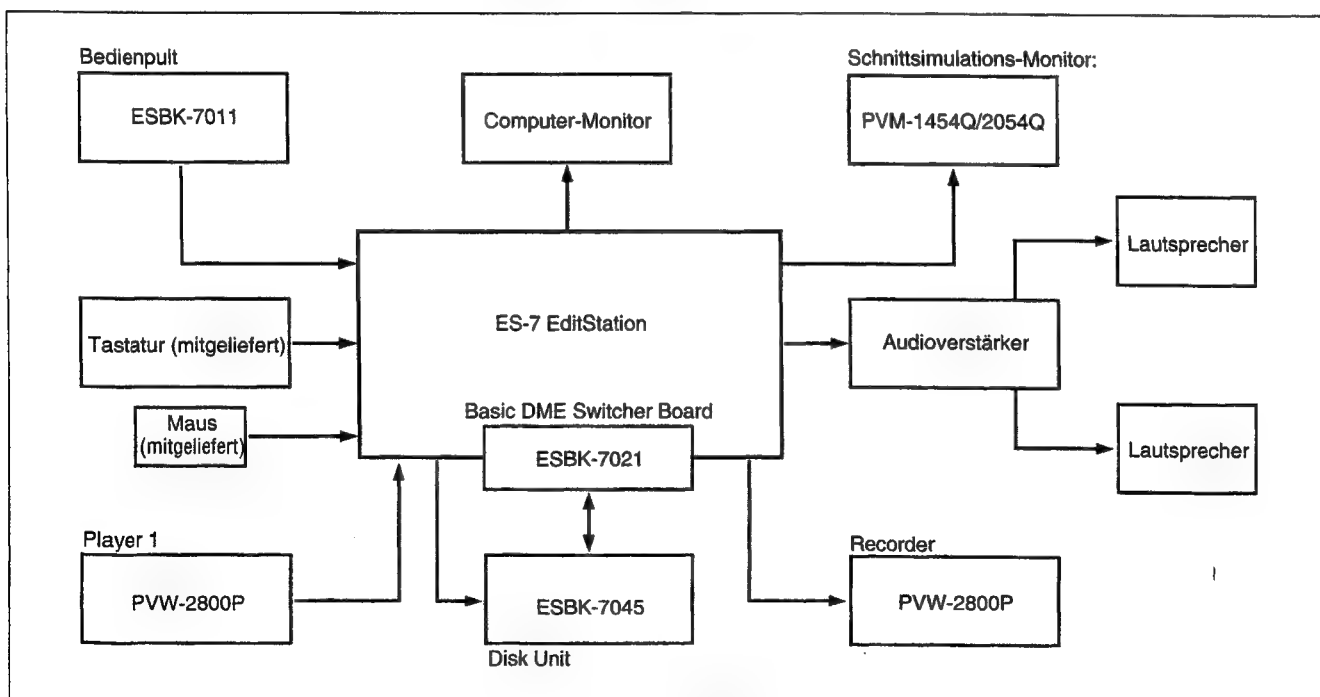 Bedienpult
ESBK-7011
Computer-Monitor
Schnittsimulations-Monitor:
PVM-1454Q/2054Q
Lautsprecher
Tastatur (mitgeliefert)
ES-7 EditStation
Audioverstärker
Maus
(mitgeliefert)
Basic DME Switcher Board
ESBK-7021
Lautsprecher
Player 1
PVW-2800P
ESBK-7045
Disk Unit
Recorder
PVW-2800P